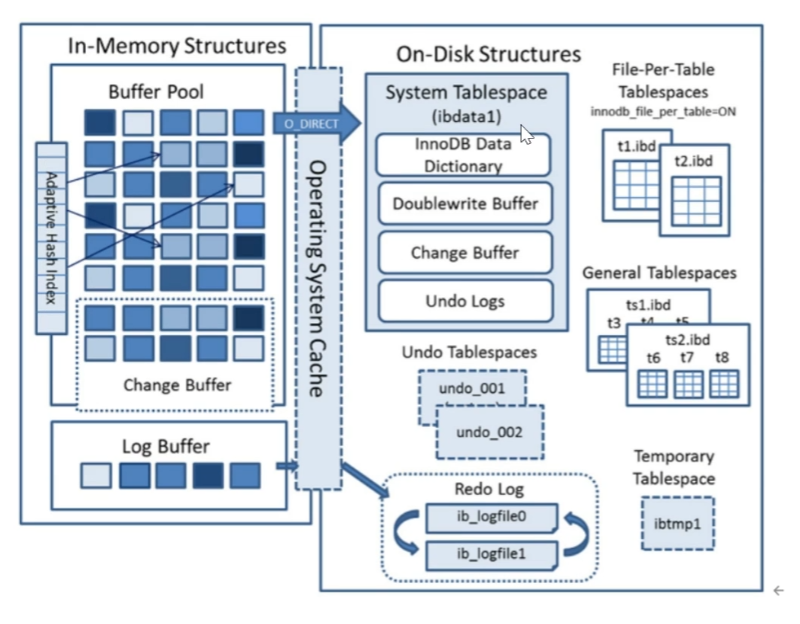 In-Memory Structures
Buffer Pool
Adaptive Hash Index
Change Buffer
Log Buffer
O_DIRECT
Operating System Cache
On-Disk Structures
System Tablespace
(ibdata1)
InnoDB Data
Dictionary
Doublewrite Buffer
Change Buffer
Undo Logs
Undo Tablespaces
undo_001
undo_002
Redo Log
ib_logfile0
ib_logfile1
File-Per-Table
Tablespaces
innodb_file_per_table=ON
t1.ibd
t2.ibd
General Tablespaces
ts1.ibd
t3 t4 t5
ts2.ibd
t6 t7 t8
Temporary
Tablespace
ibtmp1